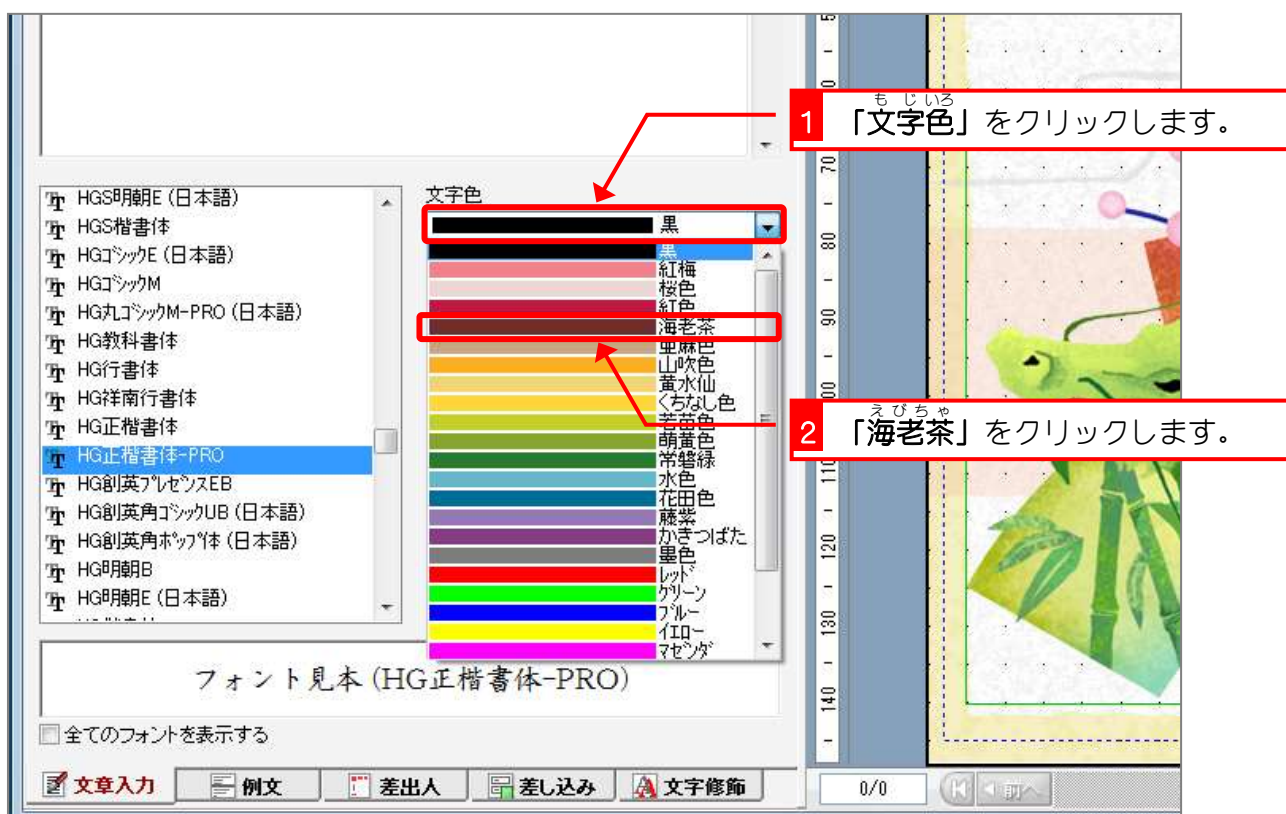 1 「文字色」をクリックします。
もじいろ
文字色
黒
黒
紅梅
桜色
紅色
海老茶
亜麻色
山吹色
黄水仙
くちなし色
若苗色
萌黄色
常磐緑
水色
花田色
藤紫
かきつばた
墨色
レッド
グリーン
ブルー
イエロー
マゼンダ
2 「海老茶」をクリックします。
えびちゃ
HGS明朝E (日本語)
HGS楷書体
HGゴシックE (日本語)
HGゴシックM
HG丸ゴシックM-PRO (日本語)
HG教科書体
HG行書体
HG祥南行書体
HG正楷書体
HG正楷書体-PRO
HG創英プレゼンスEB
HG創英角ゴシックUB (日本語)
HG創英角ポップ体 (日本語)
HG明朝B
HG明朝E (日本語)
フォント見本 (HG正楷書体-PRO)
全てのフォントを表示する
文章入力 例文 差出人 差し込み 文字修飾
70
80
90
110
120
130
140
0/0
前へ